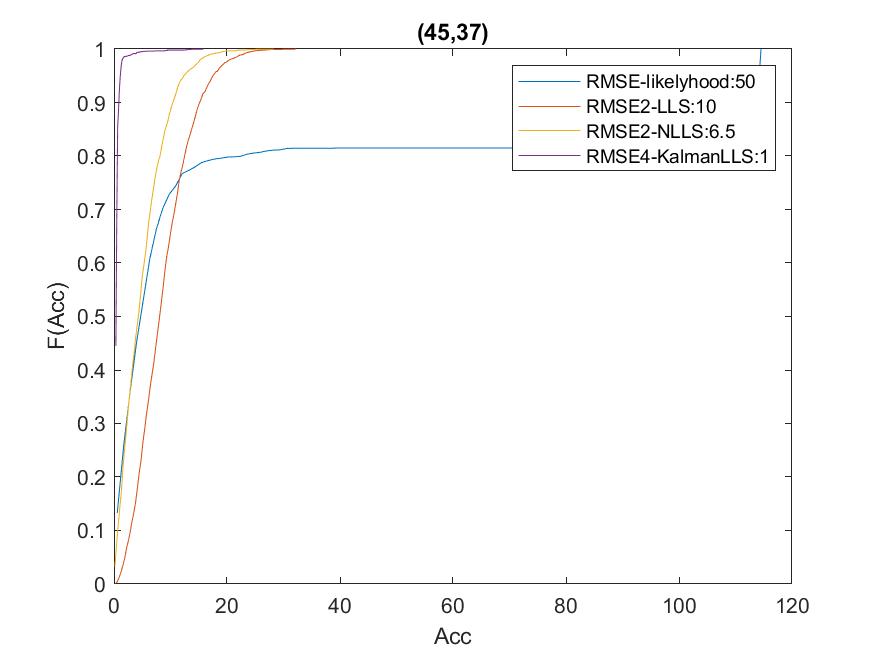 (45,37)
1
0.9
0.8
0.7
0.6
0.5
0.4
0.3
0.2
0.1
0
F(Acc)
RMSE-likelyhood:50
RMSE2-LLS:10
RMSE2-NLLS:6.5
RMSE4-KalmanLLS:1
0 20 40 60 80 100 120
Acc